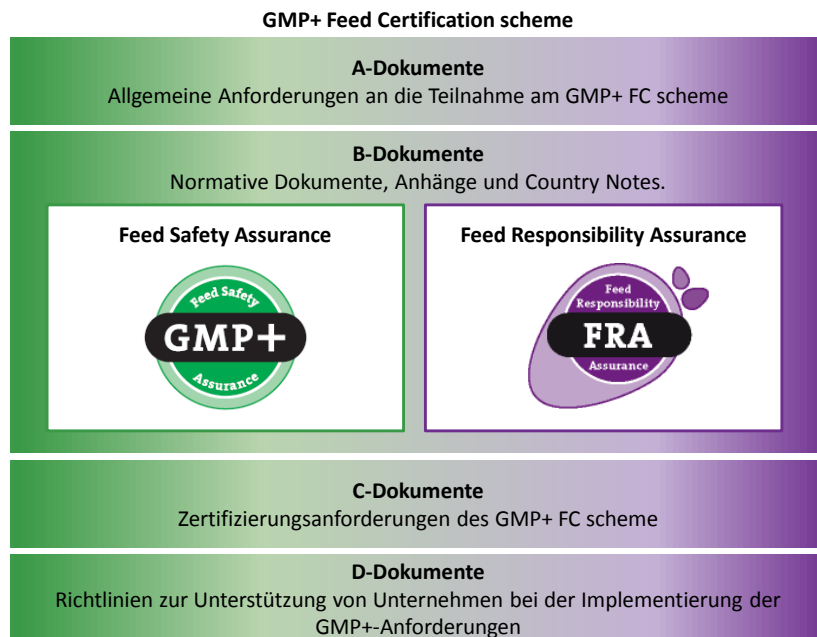 GMP+ Feed Certification scheme
A-Dokumente
Allgemeine Anforderungen an die Teilnahme am GMP+ FC scheme
B-Dokumente
Normative Dokumente, Anhänge und Country Notes.
Feed Safety Assurance
Feed Safety
GMP+
Assurance
Feed Responsibility Assurance
Feed
Responsibility
FRA
Assurance
C-Dokumente
Zertifizierungsanforderungen des GMP+ FC scheme
D-Dokumente
Richtlinien zur Unterstützung von Unternehmen bei der Implementierung der
GMP+-Anforderungen